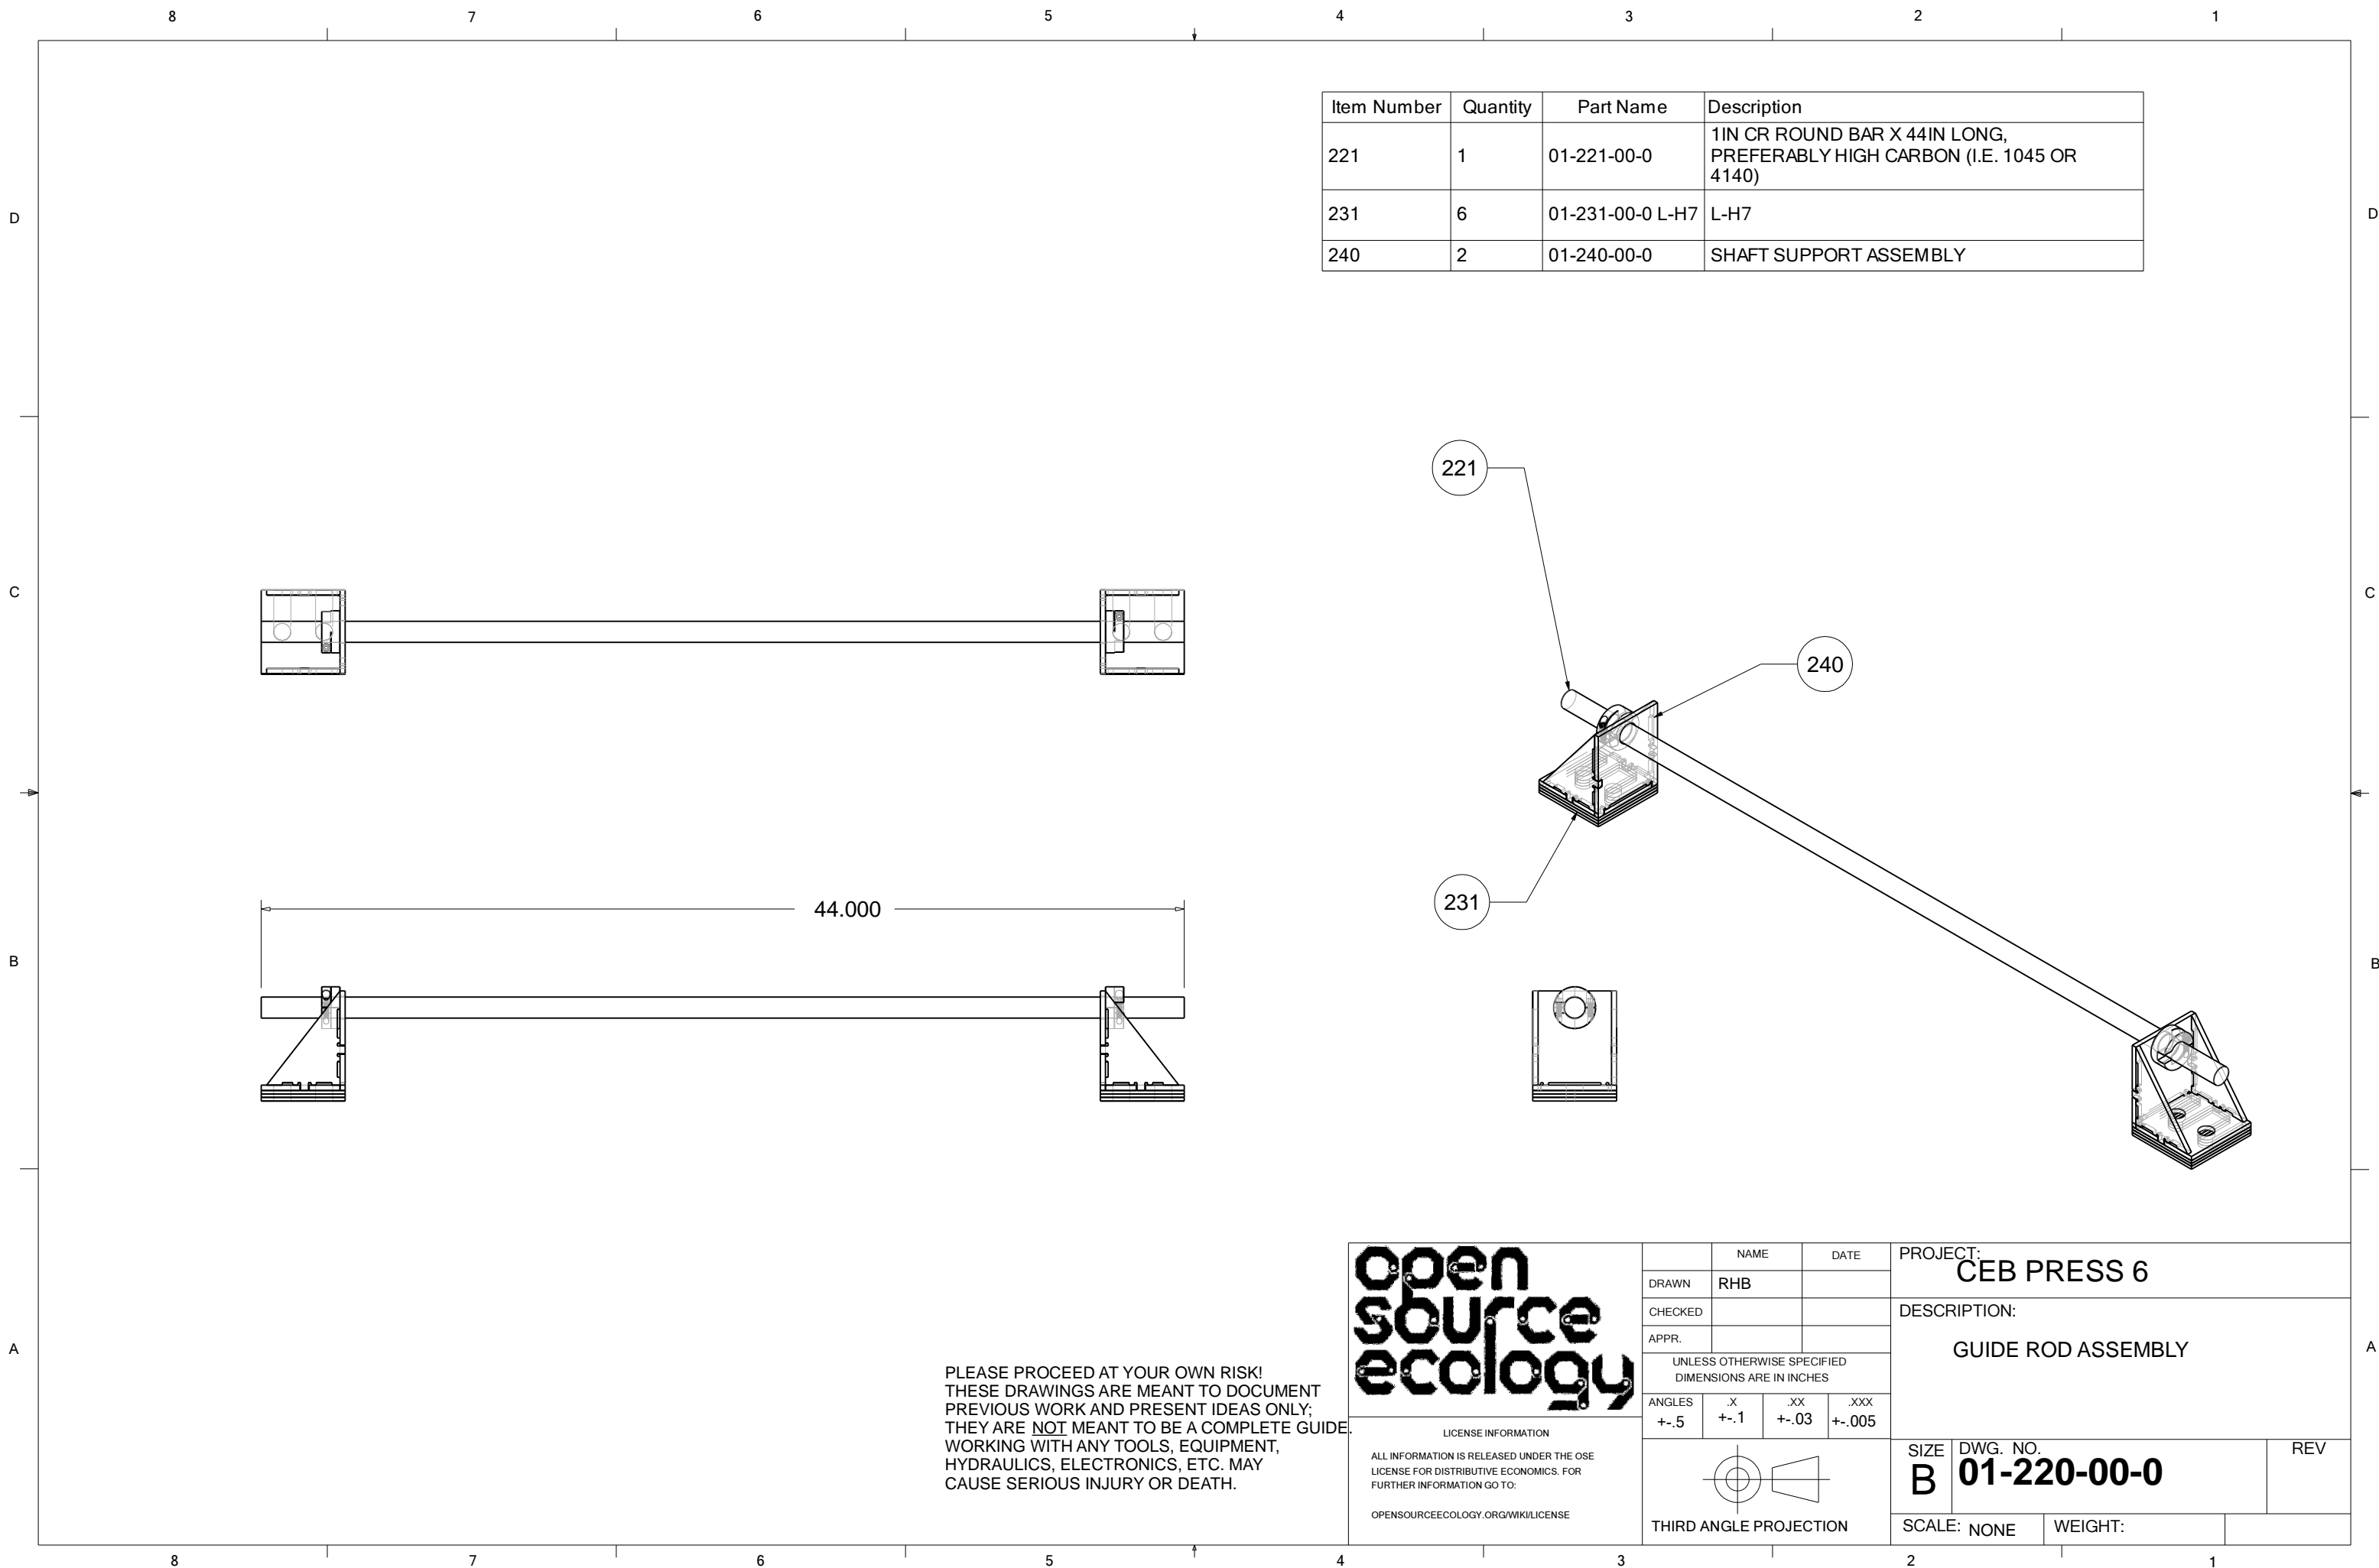 8 7 6 5 4 3 2 1
Item Number Quantity Part Name Description
221 1 01-221-00-0 1IN CR ROUND BAR X 44IN LONG,
PREFERABLY HIGH CARBON (I.E. 1045 OR
4140)
231 6 01-231-00-0 L-H7 L-H7
240 2 01-240-00-0 SHAFT SUPPORT ASSEMBLY
D D
221
C C
240
231
44.000
B B
A A
PLEASE PROCEED AT YOUR OWN RISK!
THESE DRAWINGS ARE MEANT TO DOCUMENT
PREVIOUS WORK AND PRESENT IDEAS ONLY;
THEY ARE NOT MEANT TO BE A COMPLETE GUIDE.
WORKING WITH ANY TOOLS, EQUIPMENT,
HYDRAULICS, ELECTRONICS, ETC. MAY
CAUSE SERIOUS INJURY OR DEATH.
open
source
ecology
LICENSE INFORMATION
ALL INFORMATION IS RELEASED UNDER THE OSE
LICENSE FOR DISTRIBUTIVE ECONOMICS. FOR
FURTHER INFORMATION GO TO:
OPENSOURCEECOLOGY.ORG/WIKI/LICENSE
NAME DATE
DRAWN RHB
CHECKED
APPR.
UNLESS OTHERWISE SPECIFIED
DIMENSIONS ARE IN INCHES
ANGLES .X .XX .XXX
+-.5 +-.1 +-.03 +-.005
THIRD ANGLE PROJECTION
PROJECT:
CEB PRESS 6
DESCRIPTION:
GUIDE ROD ASSEMBLY
SIZE DWG. NO. REV
B 01-220-00-0
SCALE: NONE WEIGHT:
8 7 6 5 4 3 2 1